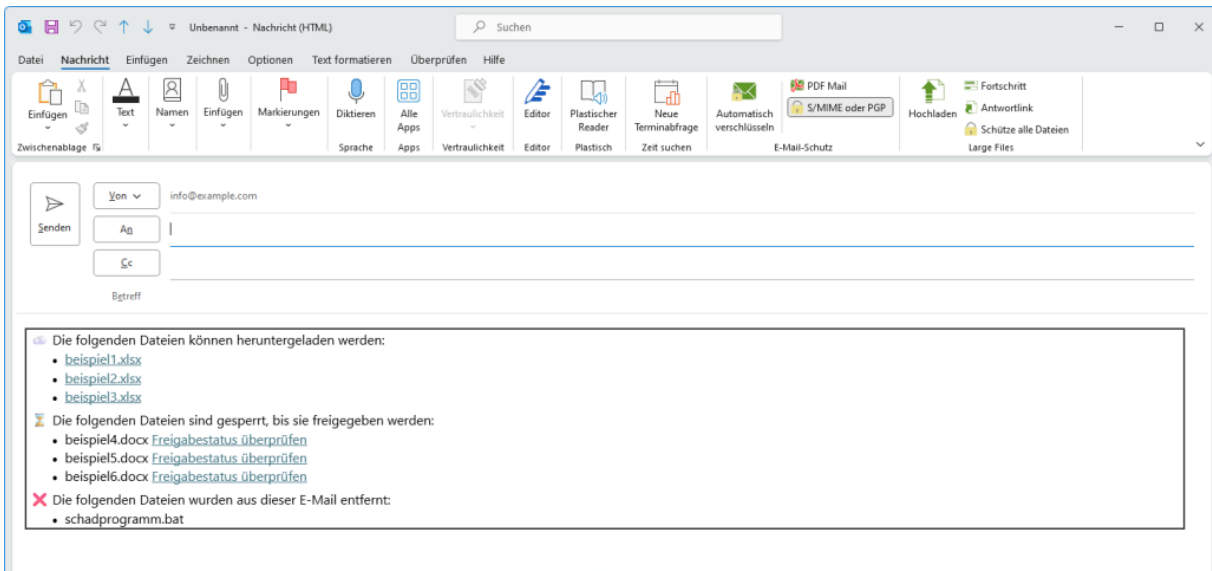 Unbenannt - Nachricht (HTML)
Suchen
Datei Nachricht Einfügen Zeichnen Optionen Text formatieren Überprüfen Hilfe
Einfügen
Text
Namen
Einfügen
Markierungen
Diktieren
Alle Apps
Vertraulichkeit
Editor
Plastischer Reader
Neue Terminabfrage
Automatisch verschlüsseln
PDF Mail
S/MIME oder PGP
Hochladen
Fortschritt
Antwortlink
Schütze alle Dateien
Zwischenablage Sprache Apps Vertraulichkeit Editor Plastisch Zeit suchen E-Mail-Schutz Large Files
Senden
Von info@example.com
An
Cc
Betreff
Die folgenden Dateien können heruntergeladen werden:
• beispiel1.xlsx
• beispiel2.xlsx
• beispiel3.xlsx
Die folgenden Dateien sind gesperrt, bis sie freigegeben werden:
• beispiel4.docx Freigabestatus überprüfen
• beispiel5.docx Freigabestatus überprüfen
• beispiel6.docx Freigabestatus überprüfen
Die folgenden Dateien wurden aus dieser E-Mail entfernt:
• schadprogramm.bat